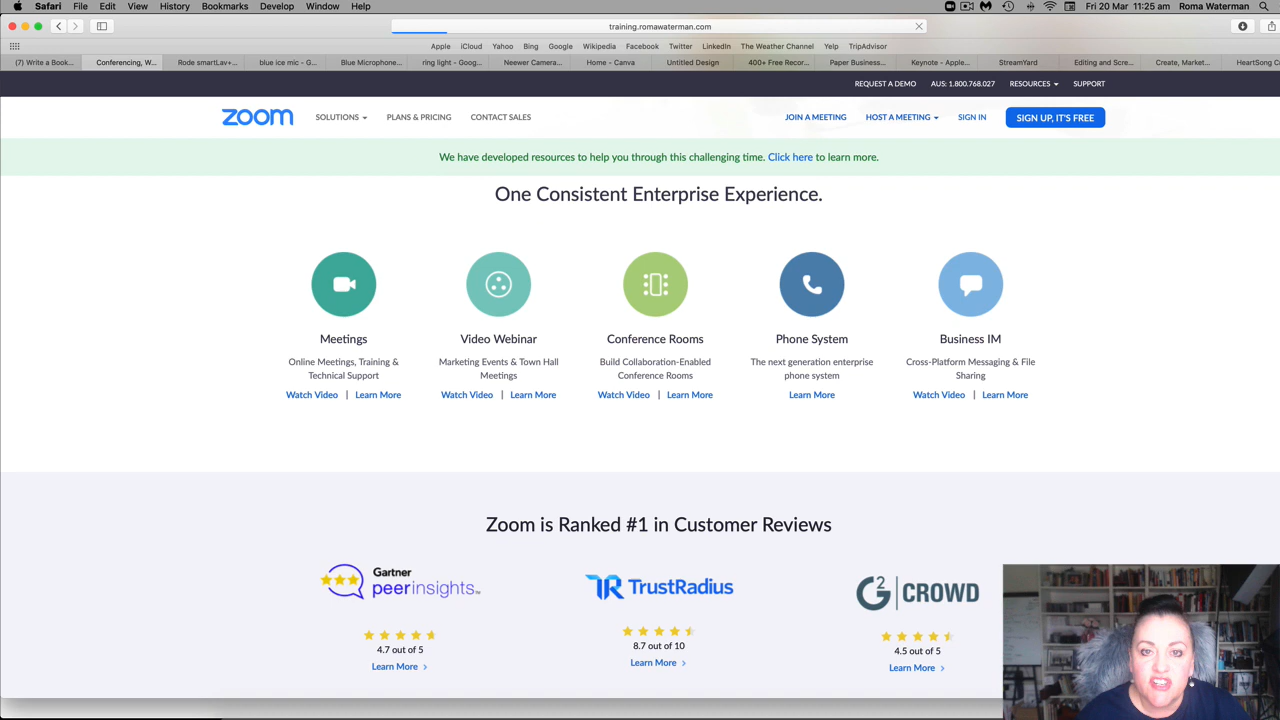 Safari File Edit View History Bookmarks Develop Window Help Fri 20 Mar 11:25 am Roma Waterman
training.romawaterman.com
Apple iCloud Yahoo Bing Google Wikipedia Facebook Twitter LinkedIn The Weather Channel Yelp TripAdvisor
(7) Write a Book... Conferencing, W... Rode smartLav+... blue ice mic - G... Blue Microphone... ring light - Goog... Neewer Camera... Home - Canva Untitled Design 400+ Free Recor... Paper Business... Keynote - Apple... StreamYard Editing and Scre... Create, Market... HeartSong C
REQUEST A DEMO AUS: 1.800.768.027 RESOURCES SUPPORT
zoom SOLUTIONS PLANS & PRICING CONTACT SALES JOIN A MEETING HOST A MEETING SIGN IN SIGN UP, IT'S FREE
We have developed resources to help you through this challenging time. Click here to learn more.
One Consistent Enterprise Experience.
Meetings
Online Meetings, Training &
Technical Support
Watch Video | Learn More
Video Webinar
Marketing Events & Town Hall
Meetings
Watch Video | Learn More
Conference Rooms
Build Collaboration-Enabled
Conference Rooms
Watch Video | Learn More
Phone System
The next generation enterprise
phone system
Learn More
Business IM
Cross-Platform Messaging & File
Sharing
Watch Video | Learn More
Zoom is Ranked #1 in Customer Reviews
Gartner
peerinsights™
4.7 out of 5
Learn More >
TR TrustRadius
8.7 out of 10
Learn More >
G2 | CROWD
4.5 out of 5
Learn More >